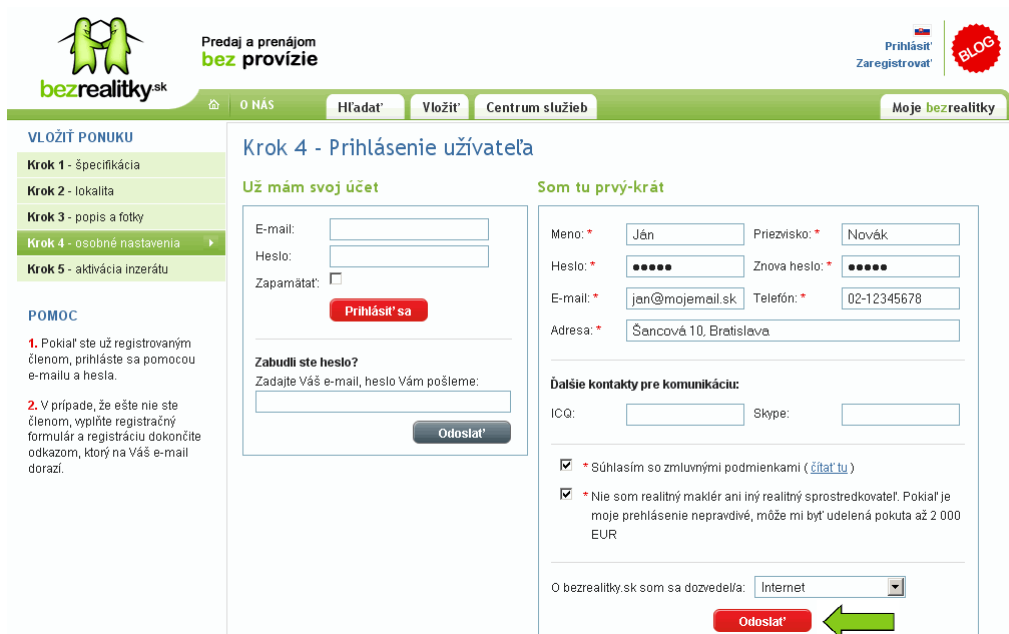 bezrealitky.sk
Predaj a prenájom
bez provízie
Prihlásiť
Zaregistrovať
BLOG
O NÁS
Hľadať
Vložiť
Centrum služieb
Moje bezrealitky
VLOŽIŤ PONUKU
Krok 1 - špecifikácia
Krok 2 - lokalita
Krok 3 - popis a fotky
Krok 4 - osobné nastavenia
Krok 5 - aktivácia inzerátu
POMOC
1. Pokiaľ ste už registrovaným
členom, prihláste sa pomocou
e-mailu a hesla.
2. V prípade, že ešte nie ste
členom, vyplňte registračný
formulár a registráciu dokončite
odkazom, ktorý na Váš e-mail
dorazí.
Krok 4 - Prihlásenie užívateľa
Už mám svoj účet
E-mail:
Heslo:
Zapamätať:
Prihlásiť sa
Zabudli ste heslo?
Zadajte Váš e-mail, heslo Vám pošleme:
Odoslať
Som tu prvý-krát
Meno: * Ján Priezvisko: * Novák
Heslo: * ●●●●● Znova heslo: * ●●●●●
E-mail: * jan@mojemail.sk Telefón: * 02-12345678
Adresa: * Šancová 10, Bratislava
Ďalšie kontakty pre komunikáciu:
ICQ: Skype:
* Súhlasím so zmluvnými podmienkami ( čítať tu )
* Nie som realitný maklér ani iný realitný sprostredkovateľ. Pokiaľ je
moje prehlásenie nepravdivé, môže mi byť udelená pokuta až 2 000
EUR
O bezrealitky.sk som sa dozvedel/a: Internet
Odoslať